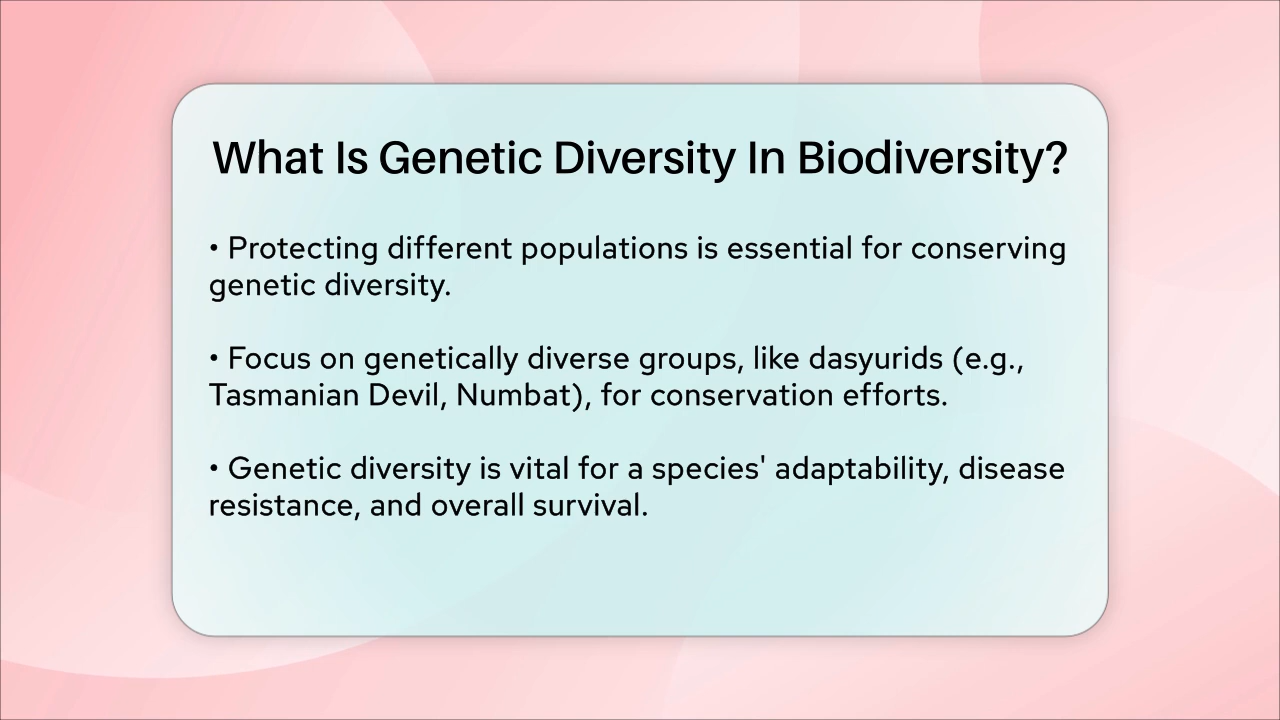 What Is Genetic Diversity In Biodiversity?
• Protecting different populations is essential for conserving
genetic diversity.
• Focus on genetically diverse groups, like dasyurids (e.g.,
Tasmanian Devil, Numbat), for conservation efforts.
• Genetic diversity is vital for a species' adaptability, disease
resistance, and overall survival.